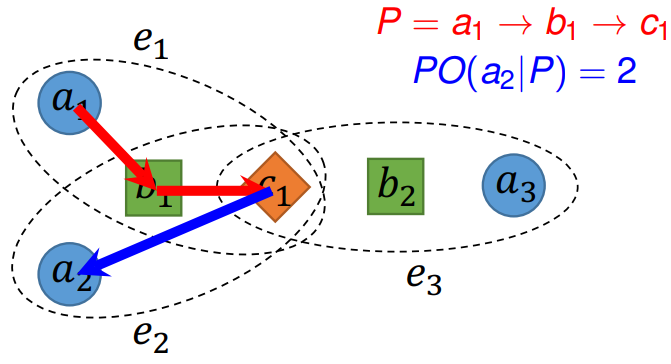 P = a₁ → b₁ → c₁
PO(a₂|P) = 2
e₁
a₁
b₁
c₁
b₂
a₃
a₂
e₃
e₂